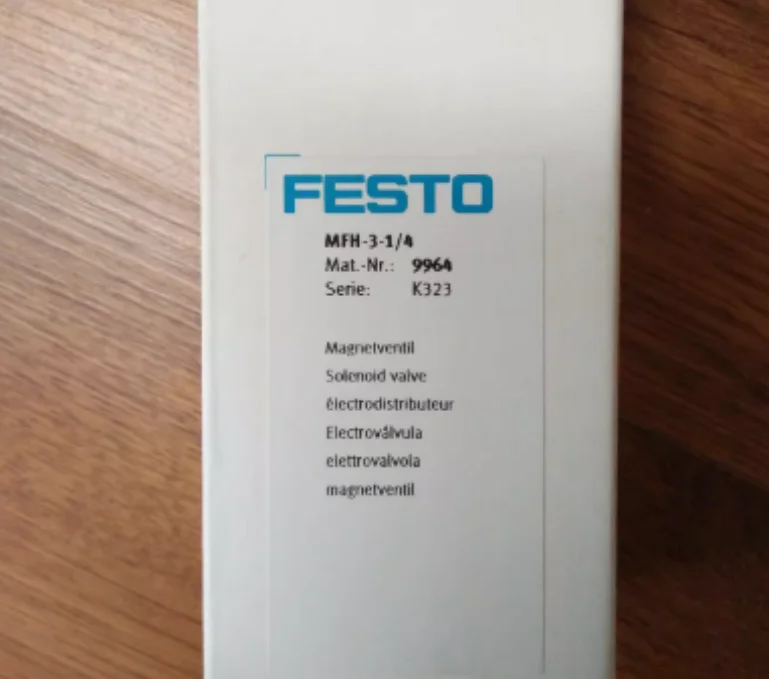 FESTO
MFH-3-1/4
Mat.-Nr.: 9964
Serie: K323
Magnetventil
Solenoid valve
électrodistributeur
Electroválvula
elettrovalvola
magnetventil